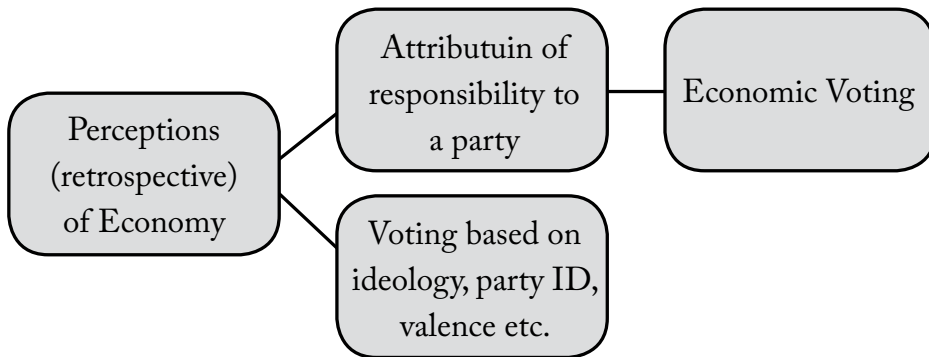 Perceptions
(retrospective)
of Economy
Attributuin of
responsibility to
a party
Economic Voting
Voting based on
ideology, party ID,
valence etc.